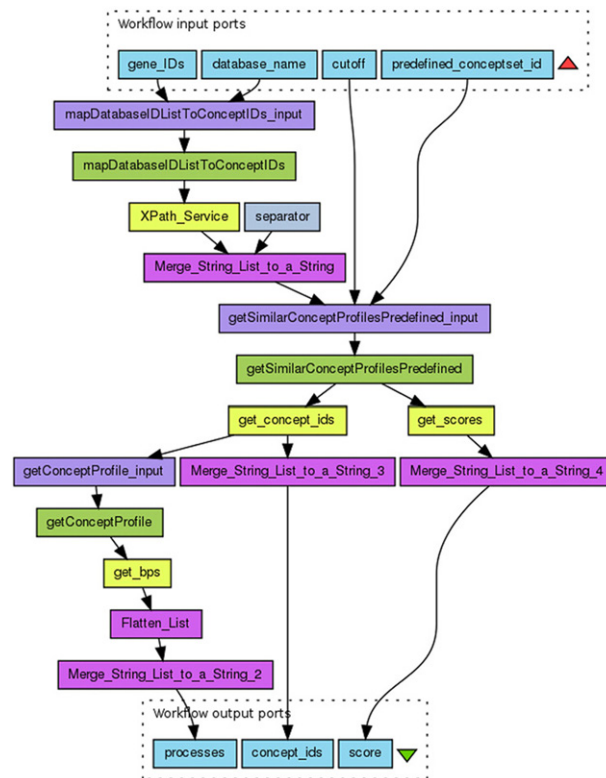 Workflow input ports
gene_IDs database_name cutoff predefined_conceptset_id
mapDatabaseIDListToConceptIDs_input
mapDatabaseIDListToConceptIDs
XPath_Service separator
Merge_String_List_to_a_String
getSimilarConceptProfilesPredefined_input
getSimilarConceptProfilesPredefined
get_concept_ids get_scores
getConceptProfile_input Merge_String_List_to_a_String_3 Merge_String_List_to_a_String_4
getConceptProfile
get_bps
Flatten_List
Merge_String_List_to_a_String_2
Workflow output ports
processes concept_ids score